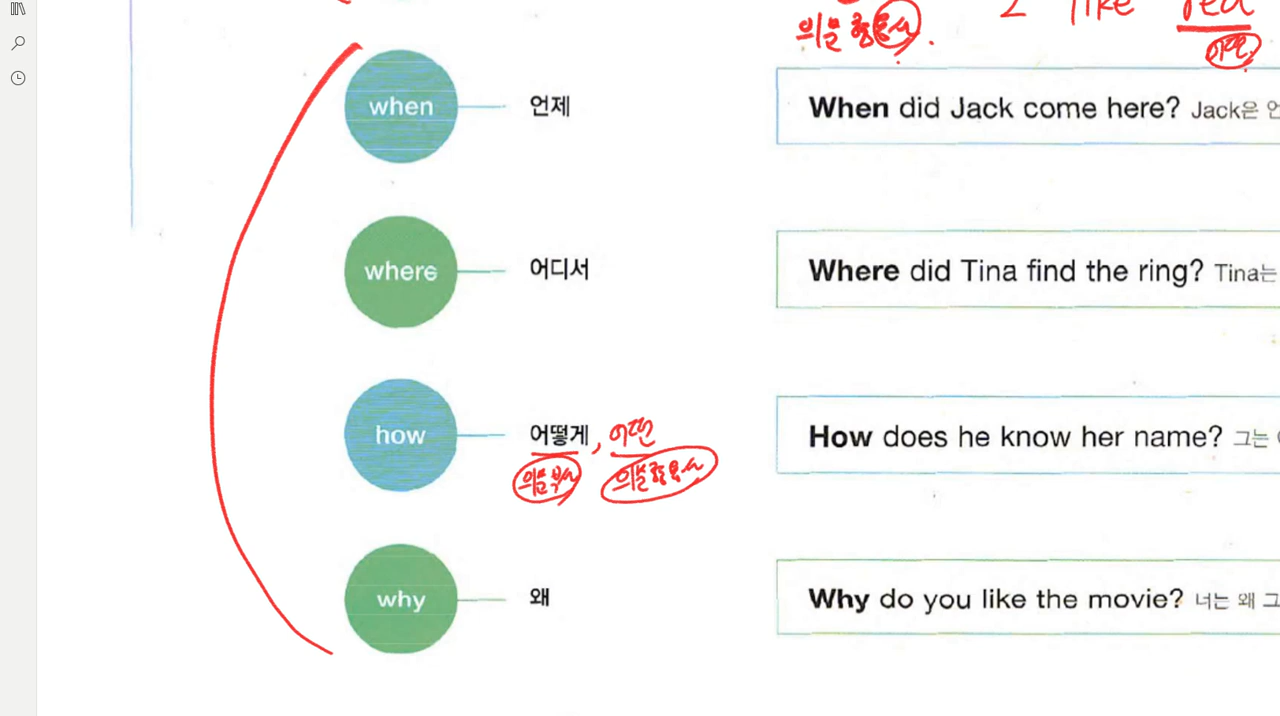 I like red
의문 형용사.
어떤
when 언제 When did Jack come here? Jack은
where 어디서 Where did Tina find the ring? Tina는
how 어떻게, 어떤 How does he know her name? 그는
의문부사 의문형용사
why 왜 Why do you like the movie? 너는 왜 그